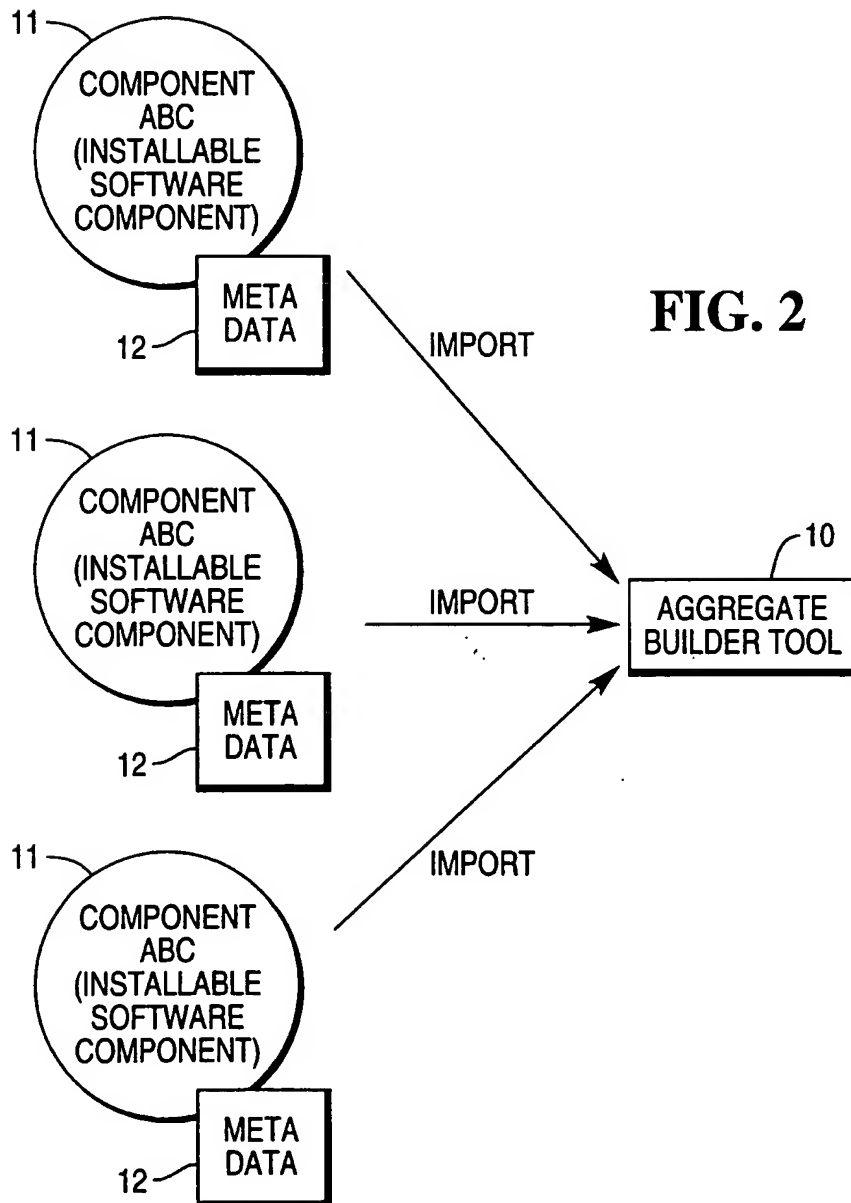 11
COMPONENT
ABC
(INSTALLABLE
SOFTWARE
COMPONENT)
META
DATA
12
IMPORT
FIG. 2
11
COMPONENT
ABC
(INSTALLABLE
SOFTWARE
COMPONENT)
META
DATA
12
IMPORT
10
AGGREGATE
BUILDER TOOL
11
COMPONENT
ABC
(INSTALLABLE
SOFTWARE
COMPONENT)
META
DATA
12
IMPORT